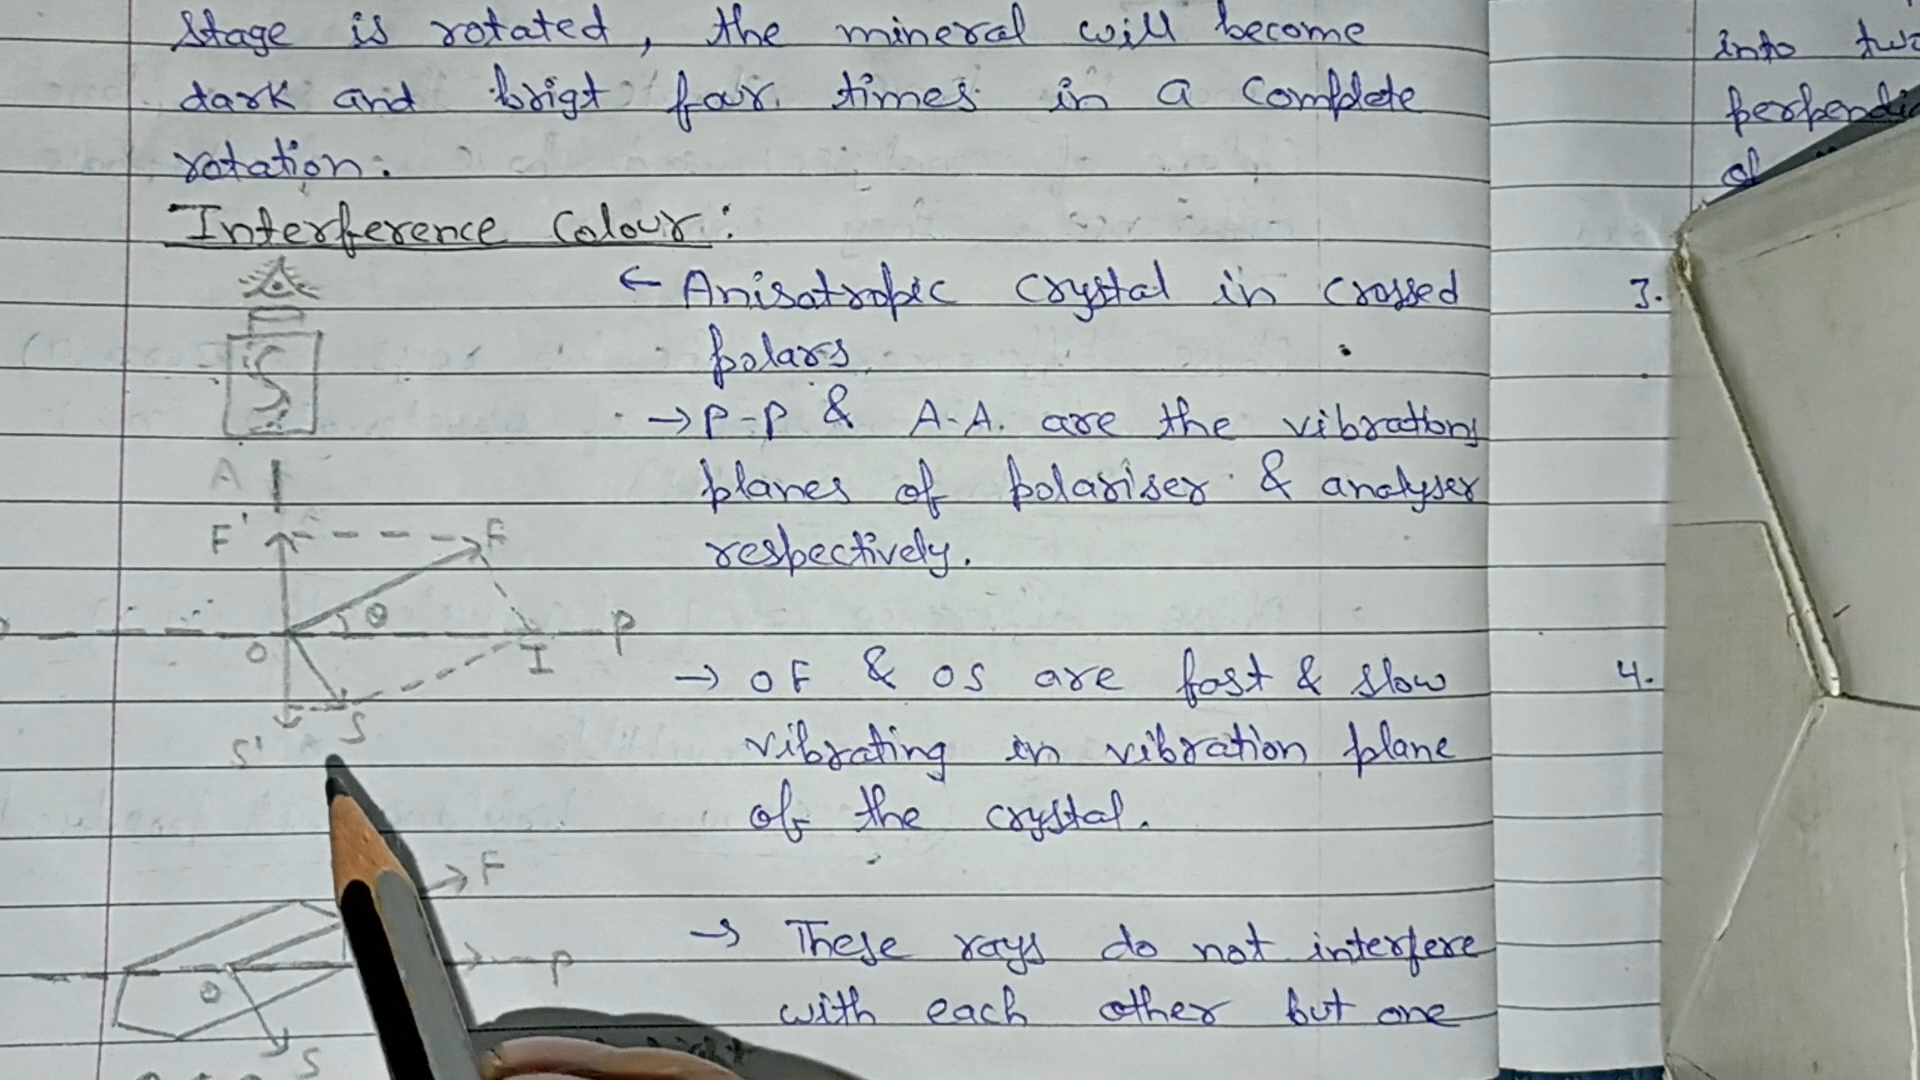 stage is rotated, the mineral will become
dark and brigt four times in a complete
rotation.
Interference Colour:
← Anisotropic crystal in crossed
polars
→ P-P & A-A. are the vibrations
planes of polariser & analyser
respectively.
→ OF & OS are fast & slow
vibrating in vibration plane
of the crystal.
→ These rays do not interfere
with each other but one
A
F'
F
θ
P
O
I
S
S'
F
P
O
S
into two
perpendic
of
3.
4.